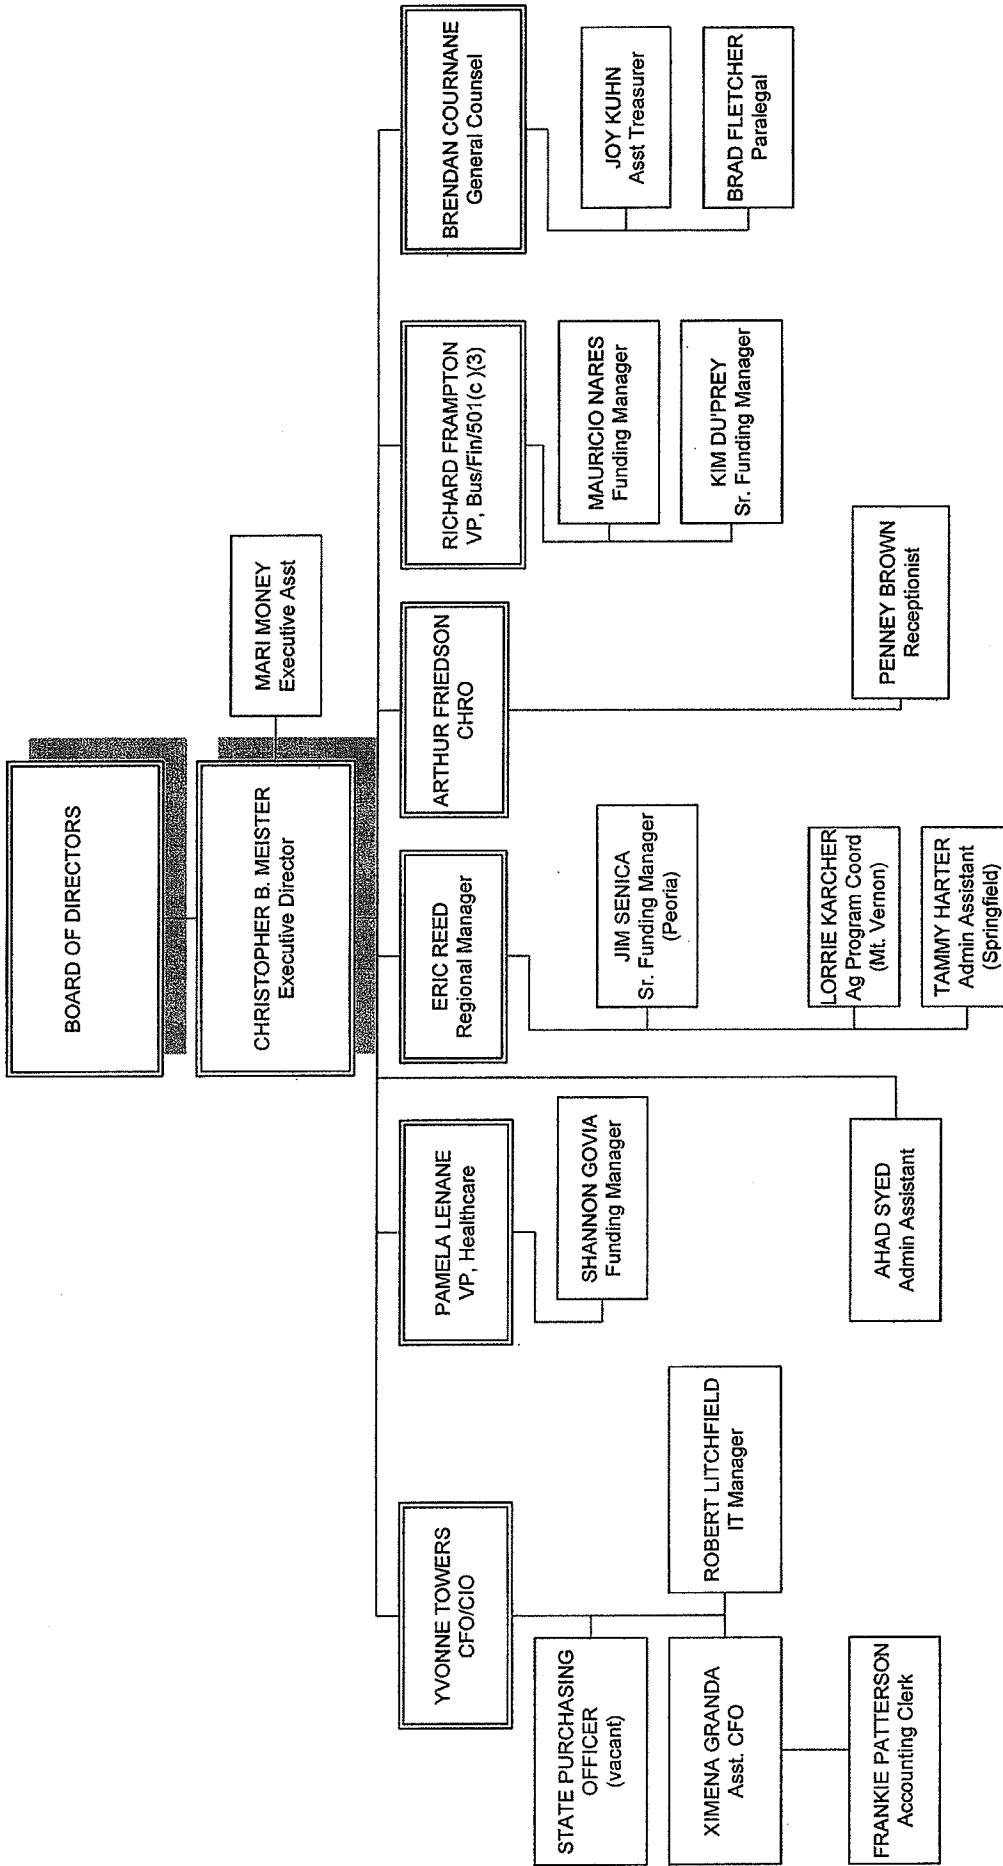 BOARD OF DIRECTORS
CHRISTOPHER B. MEISTER
Executive Director
MARI MONEY
Executive Asst
YVONNE TOWERS
CFO/CIO
PAMELA LENANE
VP, Healthcare
ERIC REED
Regional Manager
ARTHUR FRIEDSON
CHRO
RICHARD FRAMPTON
VP, Bus/Fin/501(c )(3)
BRENDAN COURNANE
General Counsel
STATE PURCHASING
OFFICER
(vacant)
XIMENA GRANDA
Asst. CFO
ROBERT LITCHFIELD
IT Manager
FRANKIE PATTERSON
Accounting Clerk
SHANNON GOVIA
Funding Manager
AHAD SYED
Admin Assistant
JIM SENICA
Sr. Funding Manager
(Peoria)
LORRIE KARCHER
Ag Program Coord
(Mt. Vernon)
TAMMY HARTER
Admin Assistant
(Springfield)
PENNEY BROWN
Receptionist
MAURICIO NARES
Funding Manager
KIM DU'PREY
Sr. Funding Manager
JOY KUHN
Asst Treasurer
BRAD FLETCHER
Paralegal